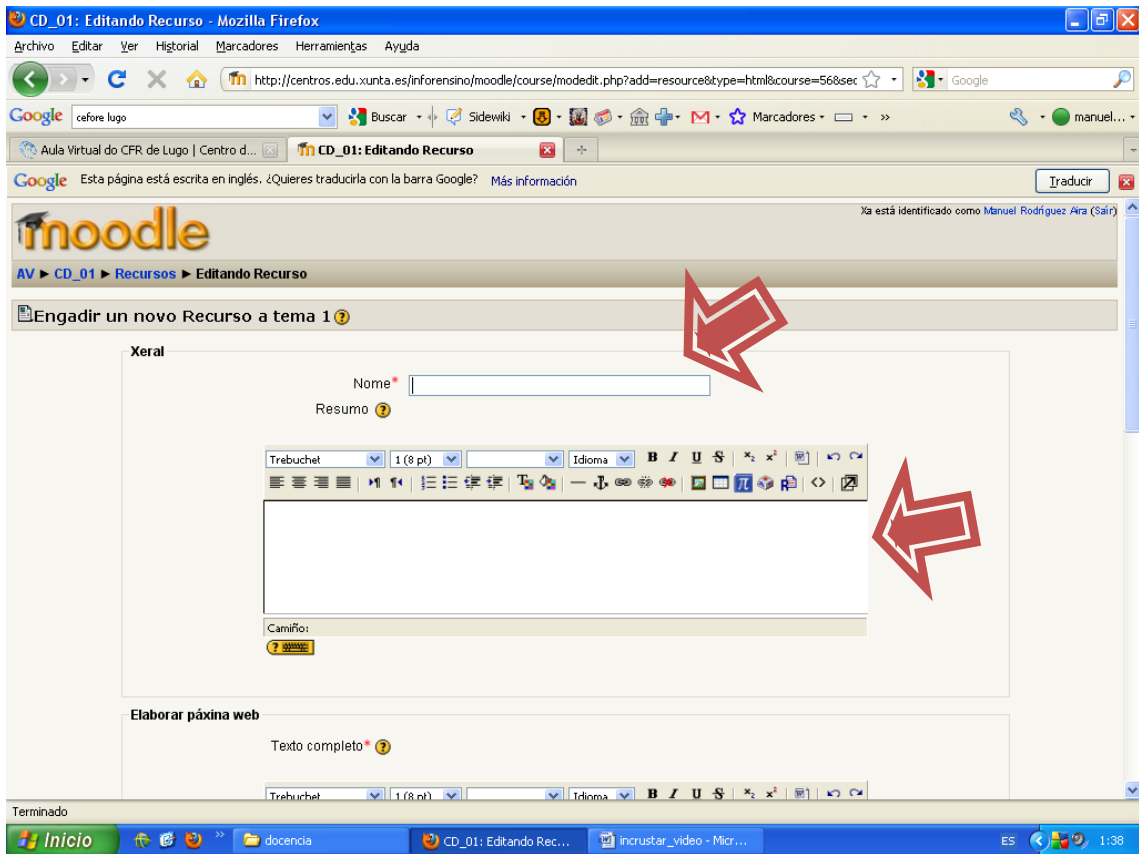 CD_01: Editando Recurso - Mozilla Firefox
Archivo Editar Ver Historial Marcadores Herramientas Ayuda
http://centros.edu.xunta.es/inforensino/moodle/course/modedit.php?add=resource&type=html&course=56&sec
Google
Google cefore lugo Buscar Sidewiki Marcadores » manuel...
Aula Virtual do CFR de Lugo | Centro d... CD_01: Editando Recurso
Google Esta página está escrita en inglés. ¿Quieres traducirla con la barra Google? Más información Traducir
moodle
Xa está identificado como Manuel Rodríguez Aira (Saír)
AV ► CD_01 ► Recursos ► Editando Recurso
Engadir un novo Recurso a tema 1
Xeral
Nome*
Resumo
Trebuchet 1 (8 pt) Idioma B I U S x₂ x²
Camiño:
Elaborar páxina web
Texto completo*
Trebuchet 1 (8 pt) Idioma B I U S x₂ x²
Terminado
Inicio » docencia CD_01: Editando Rec... incrustar_video - Micr... ES 1:38